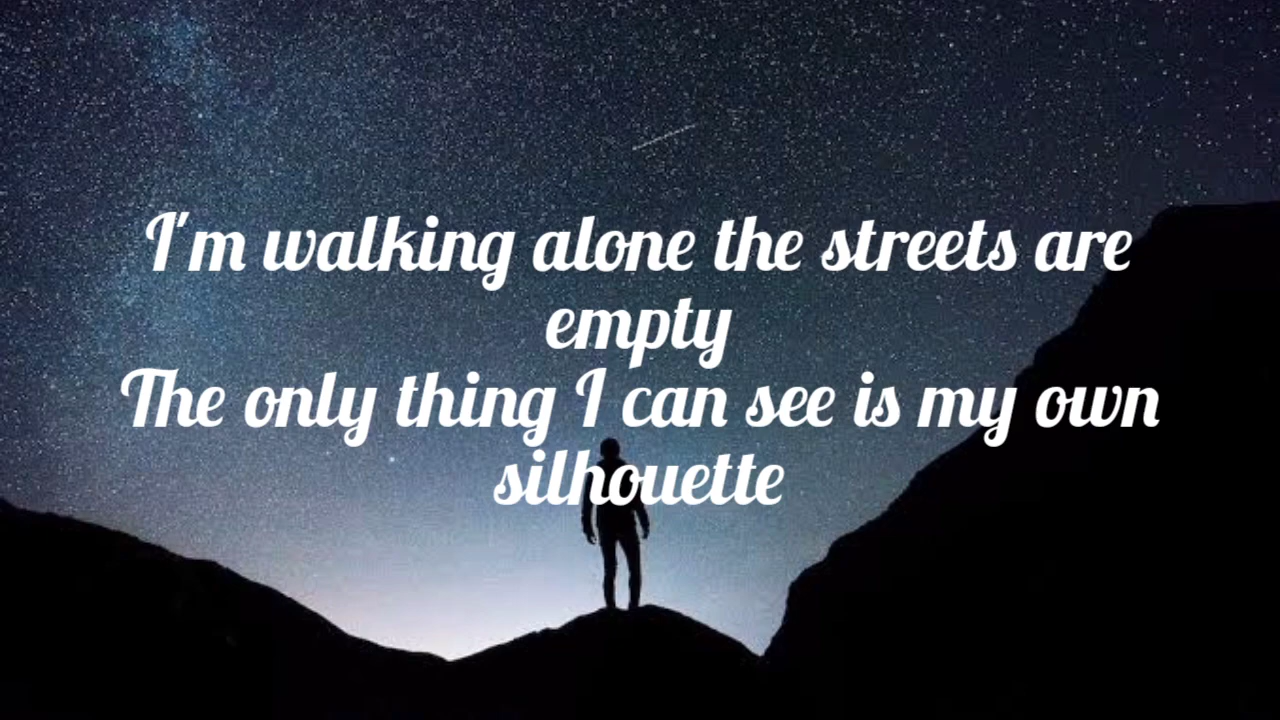 I'm walking alone the streets are
empty
The only thing I can see is my own
silhouette